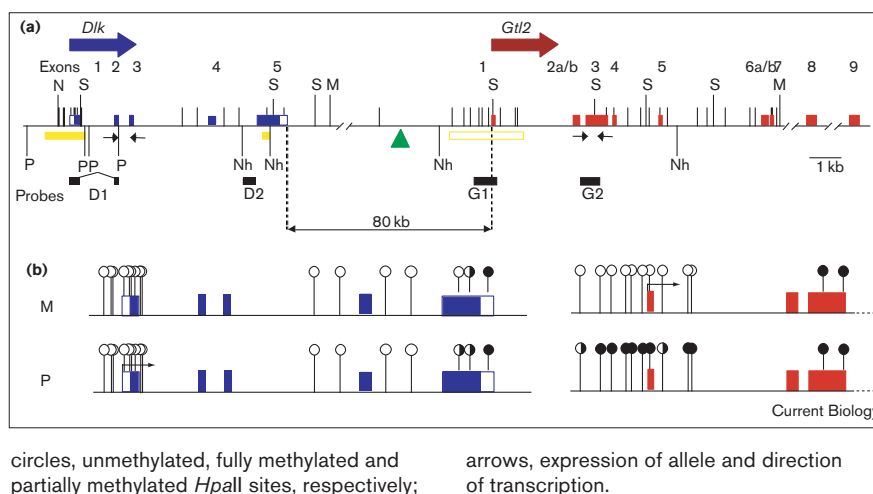 (a)
Dlk
Gtl2
Exons 1 2 3 4 5 1 2a/b 3 4 5 6a/b 7 8 9
N S S S M S S S S M
P PP P Nh Nh Nh Nh
1 kb
Probes D1 D2 G1 G2
80 kb
(b)
M
P
Current Biology
circles, unmethylated, fully methylated and
partially methylated HpaII sites, respectively;
arrows, expression of allele and direction
of transcription.